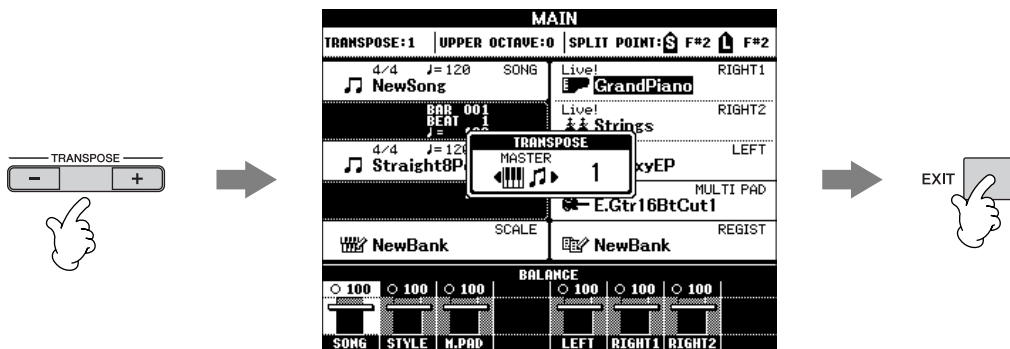 TRANSPOSE
− +
MAIN
TRANSPOSE:1 UPPER OCTAVE:0 SPLIT POINT: S F#2 L F#2
4/4 ♩=120 SONG
NewSong
BAR 001
BEAT 1
♩=
4/4 ♩=120
Straight8P
SCALE
NewBank
Live! RIGHT1
GrandPiano
Live! RIGHT2
Strings
LEFT
xyEP
MULTI PAD
E.Gtr16BtCut1
REGIST
NewBank
TRANSPOSE
MASTER
1
BALANCE
100 100 100 100 100 100
SONG STYLE M.PAD LEFT RIGHT1 RIGHT2
EXIT